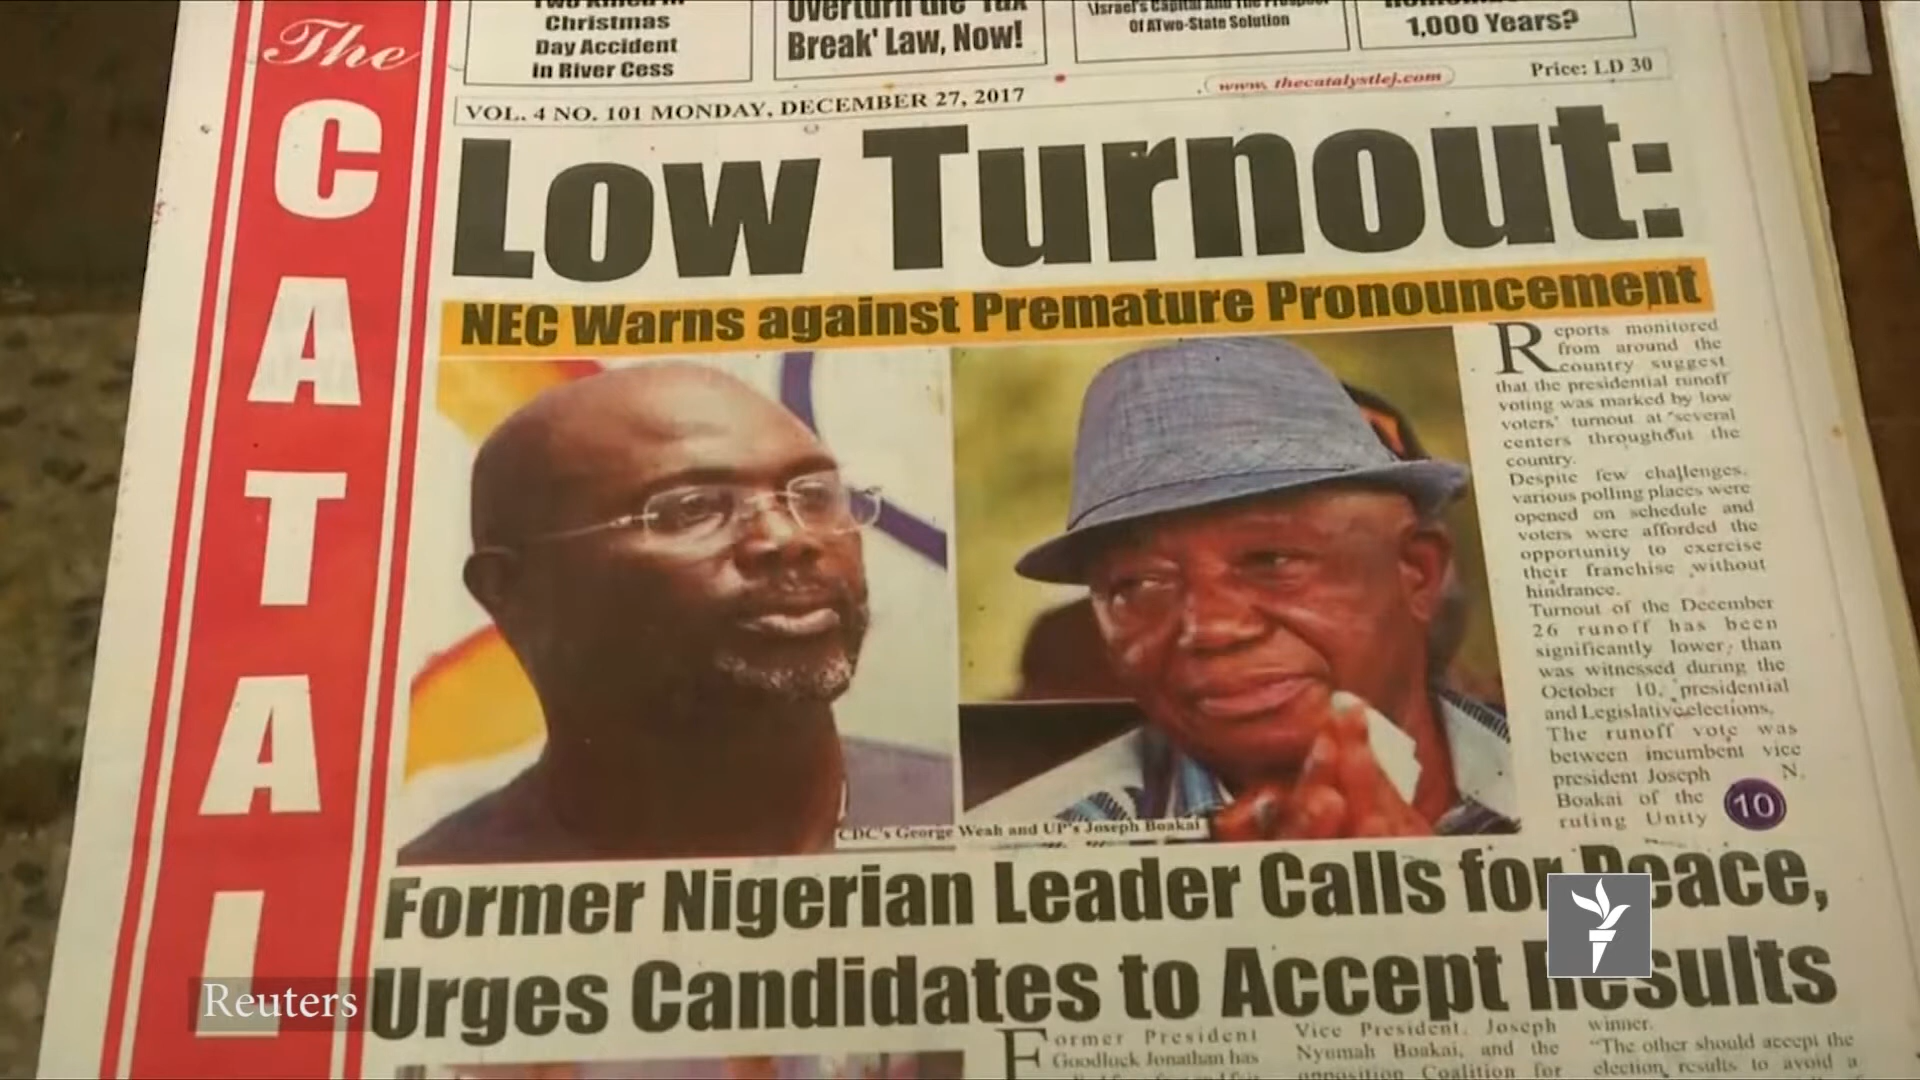 The
CATAL
Christmas
Day Accident
in River Cess
Overturn the 'Tax
Break' Law, Now!
Of ATwo-State Solution
1,000 Years?
VOL. 4 NO. 101 MONDAY, DECEMBER 27, 2017
www. thecatalystlej.com
Price: LD 30
Low Turnout:
NEC Warns against Premature Pronouncement
Reports monitored
from around the
country suggest
that the presidential runoff
voting was marked by low
voters' turnout at several
centers throughout the
country.
Despite few challenges,
various polling places were
opened on schedule and
voters were afforded the
opportunity to exercise
their franchise without
hindrance.
Turnout of the December
26 runoff has been
significantly lower than
was witnessed during the
October 10, presidential
and Legislative elections.
The runoff vote was
between incumbent vice
president Joseph N.
Boakai of the
ruling Unity
10
CDC's George Weah and UP's Joseph Boakai
Former Nigerian Leader Calls for Peace,
Urges Candidates to Accept Results
Former President
Goodluck Jonathan has
Vice President, Joseph
Nyumah Boakai, and the
opposition Coalition for
winner.
"The other should accept the
election results to avoid a
Reuters